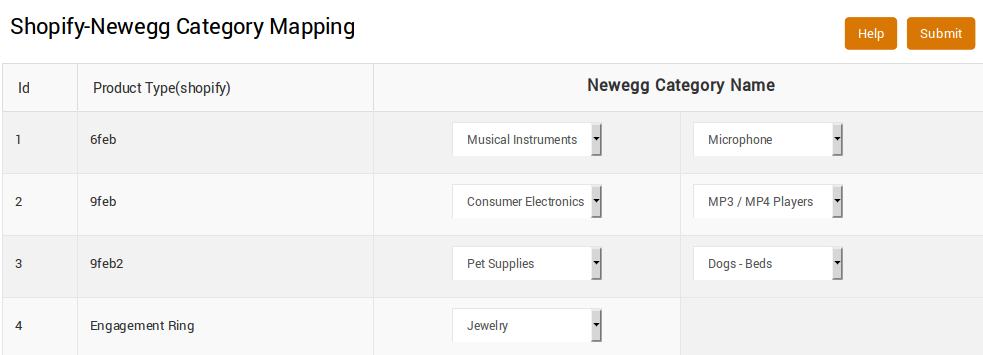 Shopify-Newegg Category Mapping
Help Submit
Id Product Type(shopify) Newegg Category Name
1 6feb Musical Instruments Microphone
2 9feb Consumer Electronics MP3 / MP4 Players
3 9feb2 Pet Supplies Dogs - Beds
4 Engagement Ring Jewelry